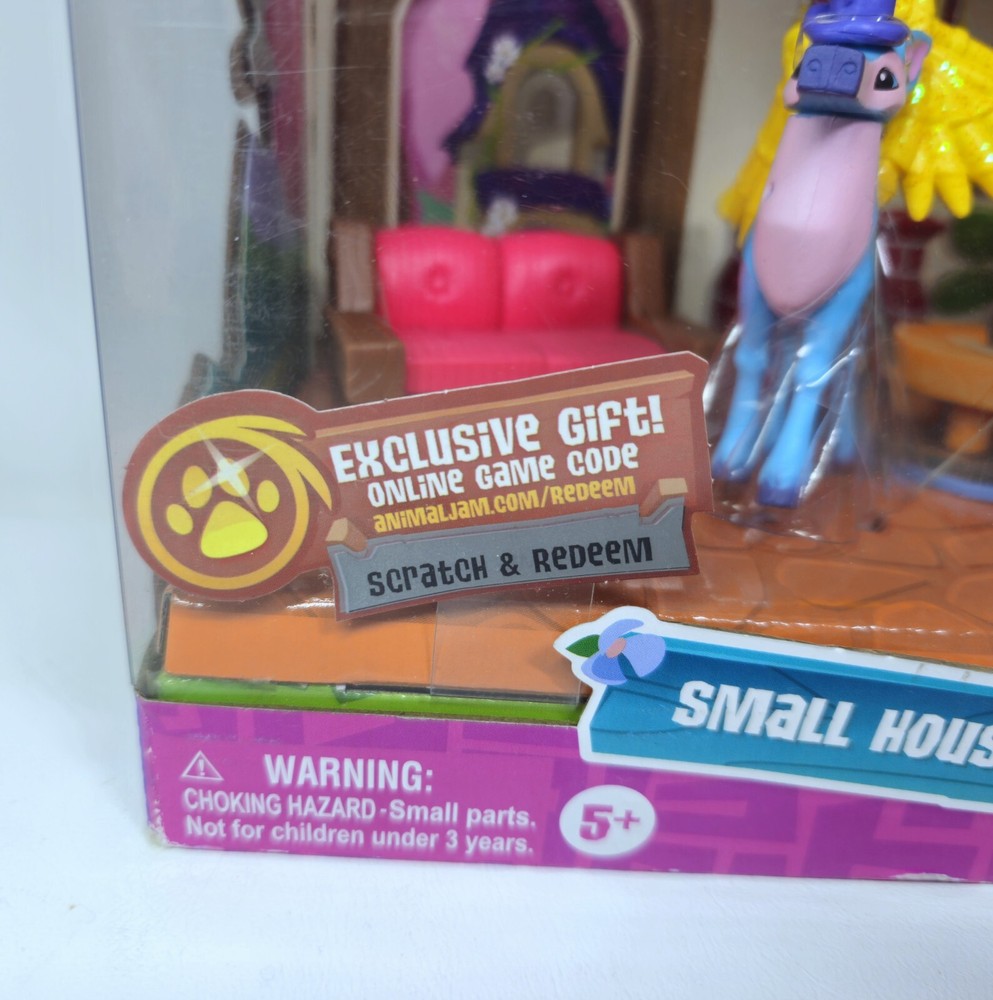 EXCLUSIVE GIFT!
ONLINE GAME CODE
ANIMALJAM.COM/REDEEM
SCRATCH & REDEEM
SMALL HOUS
WARNING:
CHOKING HAZARD - Small parts.
Not for children under 3 years.
5+